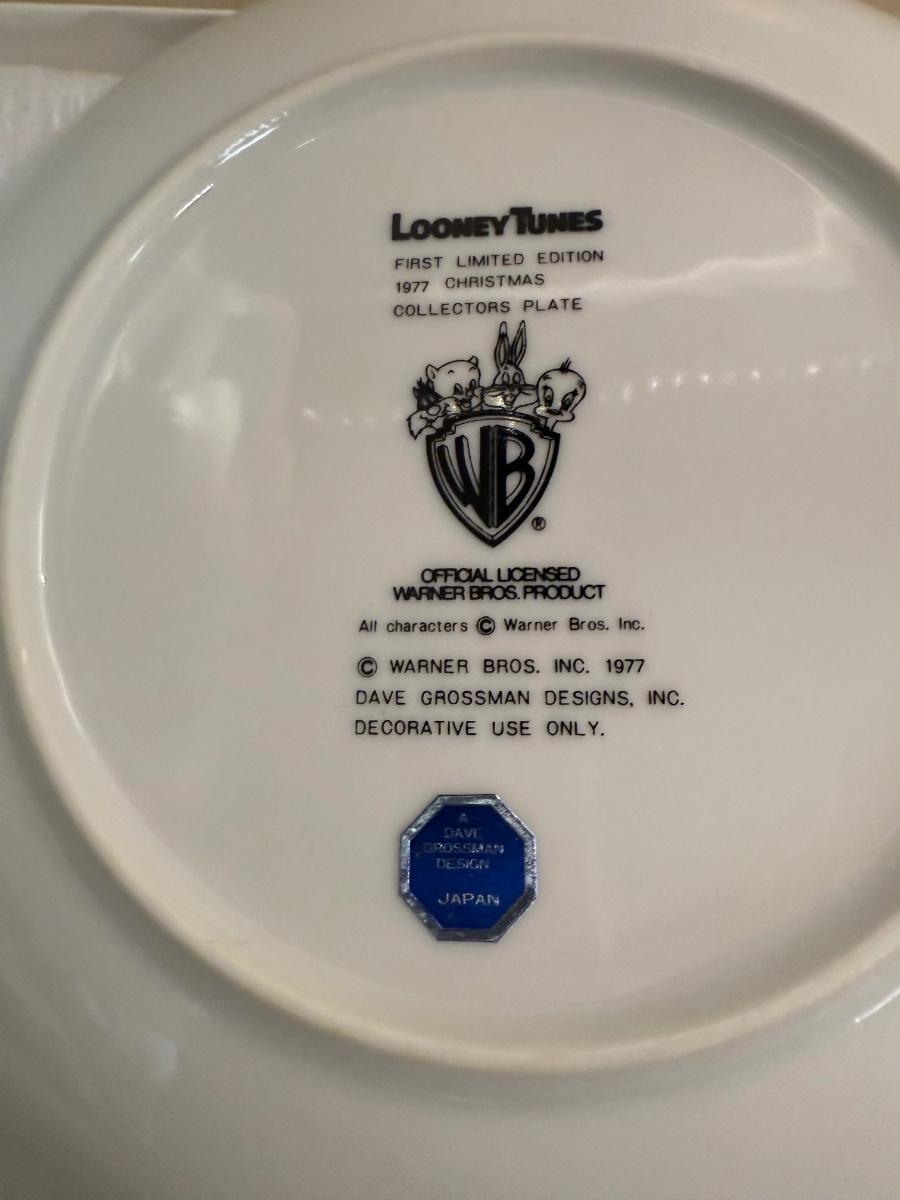 LOONEY TUNES
FIRST LIMITED EDITION
1977 CHRISTMAS
COLLECTORS PLATE
WB
®
OFFICIAL LICENSED
WARNER BROS. PRODUCT
All characters © Warner Bros. Inc.
© WARNER BROS. INC. 1977
DAVE GROSSMAN DESIGNS, INC.
DECORATIVE USE ONLY.
A
DAVE
GROSSMAN
DESIGN
JAPAN